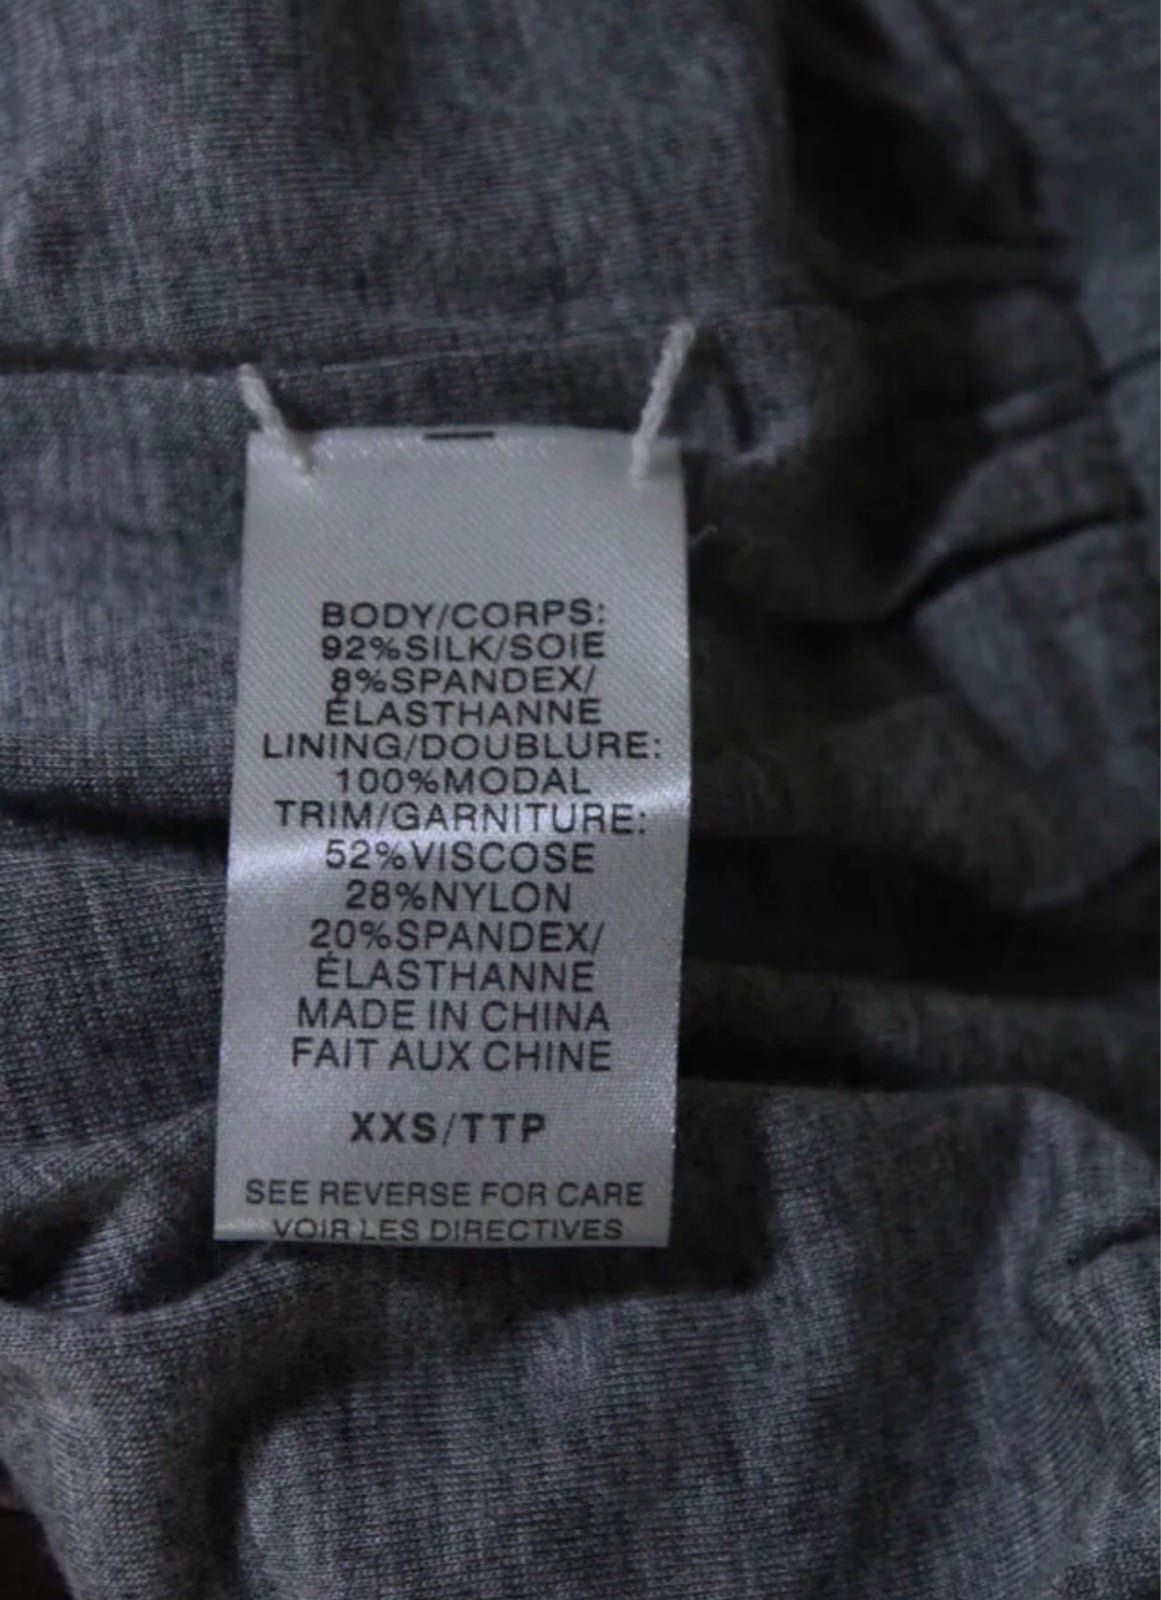 BODY/CORPS:
92%SILK/SOIE
8%SPANDEX/
ÉLASTHANNE
LINING/DOUBLURE:
100%MODAL
TRIM/GARNITURE:
52%VISCOSE
28%NYLON
20%SPANDEX/
ÉLASTHANNE
MADE IN CHINA
FAIT AUX CHINE
XXS/TTP
SEE REVERSE FOR CARE
VOIR LES DIRECTIVES